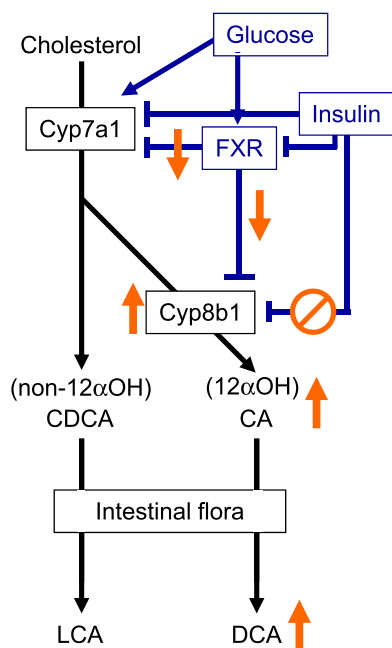 Glucose
Cholesterol
Insulin
Cyp7a1
FXR
Cyp8b1
(non-12αOH)
CDCA
(12αOH)
CA
Intestinal flora
LCA
DCA